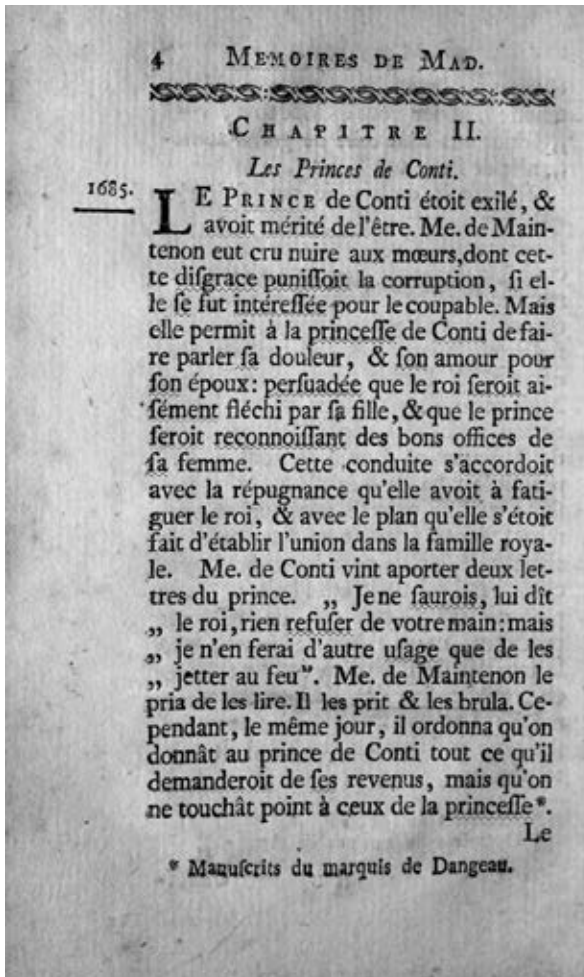 4 MEMOIRES DE MAD.
CHAPITRE II.
Les Princes de Conti.
1685.
LE PRINCE de Conti étoit exilé, &
avoit mérité de l'être. Me. de Main-
tenon eut cru nuire aux mœurs, dont cet-
te diſgrace puniſſoit la corruption, ſi el-
le ſe fut intéreſſée pour le coupable. Mais
elle permit à la princeſſe de Conti de fai-
re parler ſa douleur, & ſon amour pour
ſon époux: perſuadée que le roi ſeroit ai-
ſément fléchi par ſa fille, & que le prince
ſeroit reconnoiſſant des bons offices de
ſa femme. Cette conduite s'accordoit
avec la répugnance qu'elle avoit à fati-
guer le roi, & avec le plan qu'elle s'étoit
fait d'établir l'union dans la famille roya-
le. Me. de Conti vint aporter deux let-
tres du prince. „ Je ne ſaurois, lui dît
„ le roi, rien refuſer de votre main: mais
„ je n'en ferai d'autre uſage que de les
„ jetter au feu". Me. de Maintenon le
pria de les lire. Il les prit & les brula. Ce-
pendant, le même jour, il ordonna qu'on
donnât au prince de Conti tout ce qu'il
demanderoit de ſes revenus, mais qu'on
ne touchât point à ceux de la princeſſe*.
Le
* Manuſcrits du marquis de Dangeau.